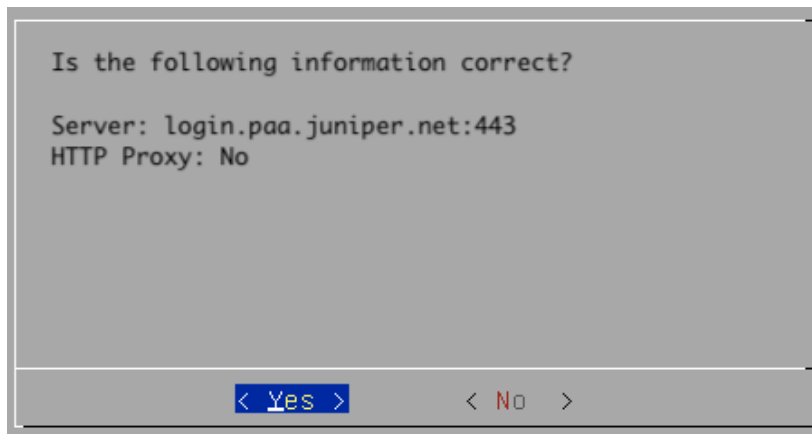 Is the following information correct?
Server: login.paa.juniper.net:443
HTTP Proxy: No
< Yes > < No >